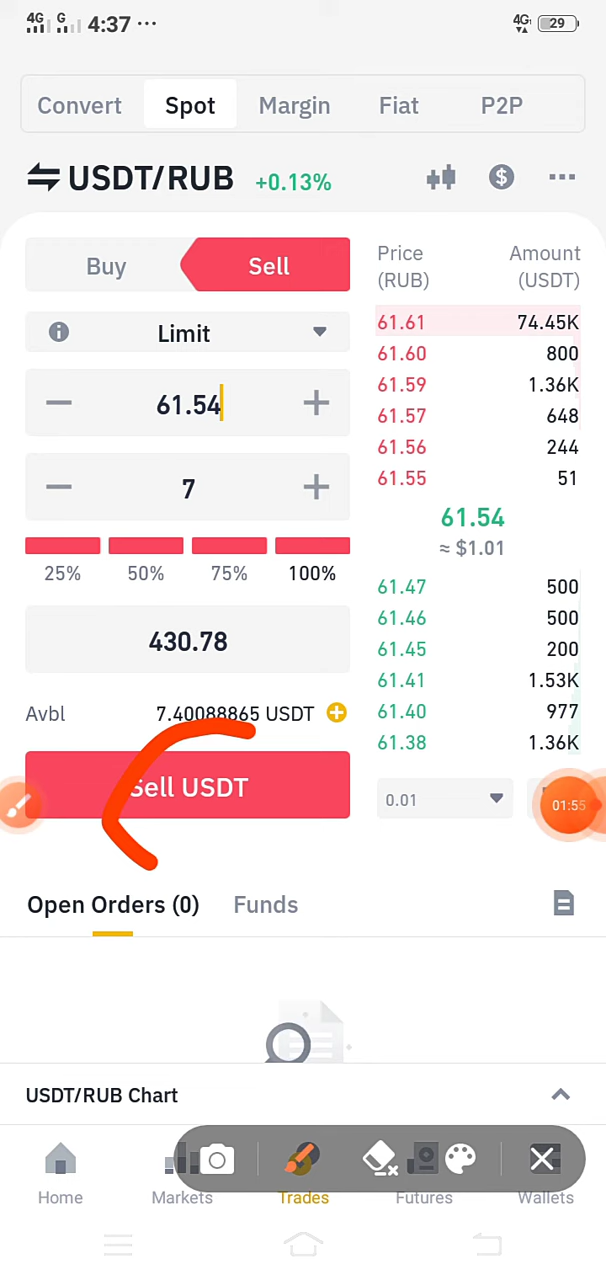 4G G 4:37 ... 4G 29
Convert Spot Margin Fiat P2P
USDT/RUB +0.13%
Buy Sell
Limit
61.54
7
25% 50% 75% 100%
430.78
Avbl 7.40088865 USDT
Sell USDT
Price (RUB) Amount (USDT)
61.61 74.45K
61.60 800
61.59 1.36K
61.57 648
61.56 244
61.55 51
61.54
≈ $1.01
61.47 500
61.46 500
61.45 200
61.41 1.53K
61.40 977
61.38 1.36K
0.01
01:55
Open Orders (0) Funds
USDT/RUB Chart
Home Markets Trades Futures Wallets